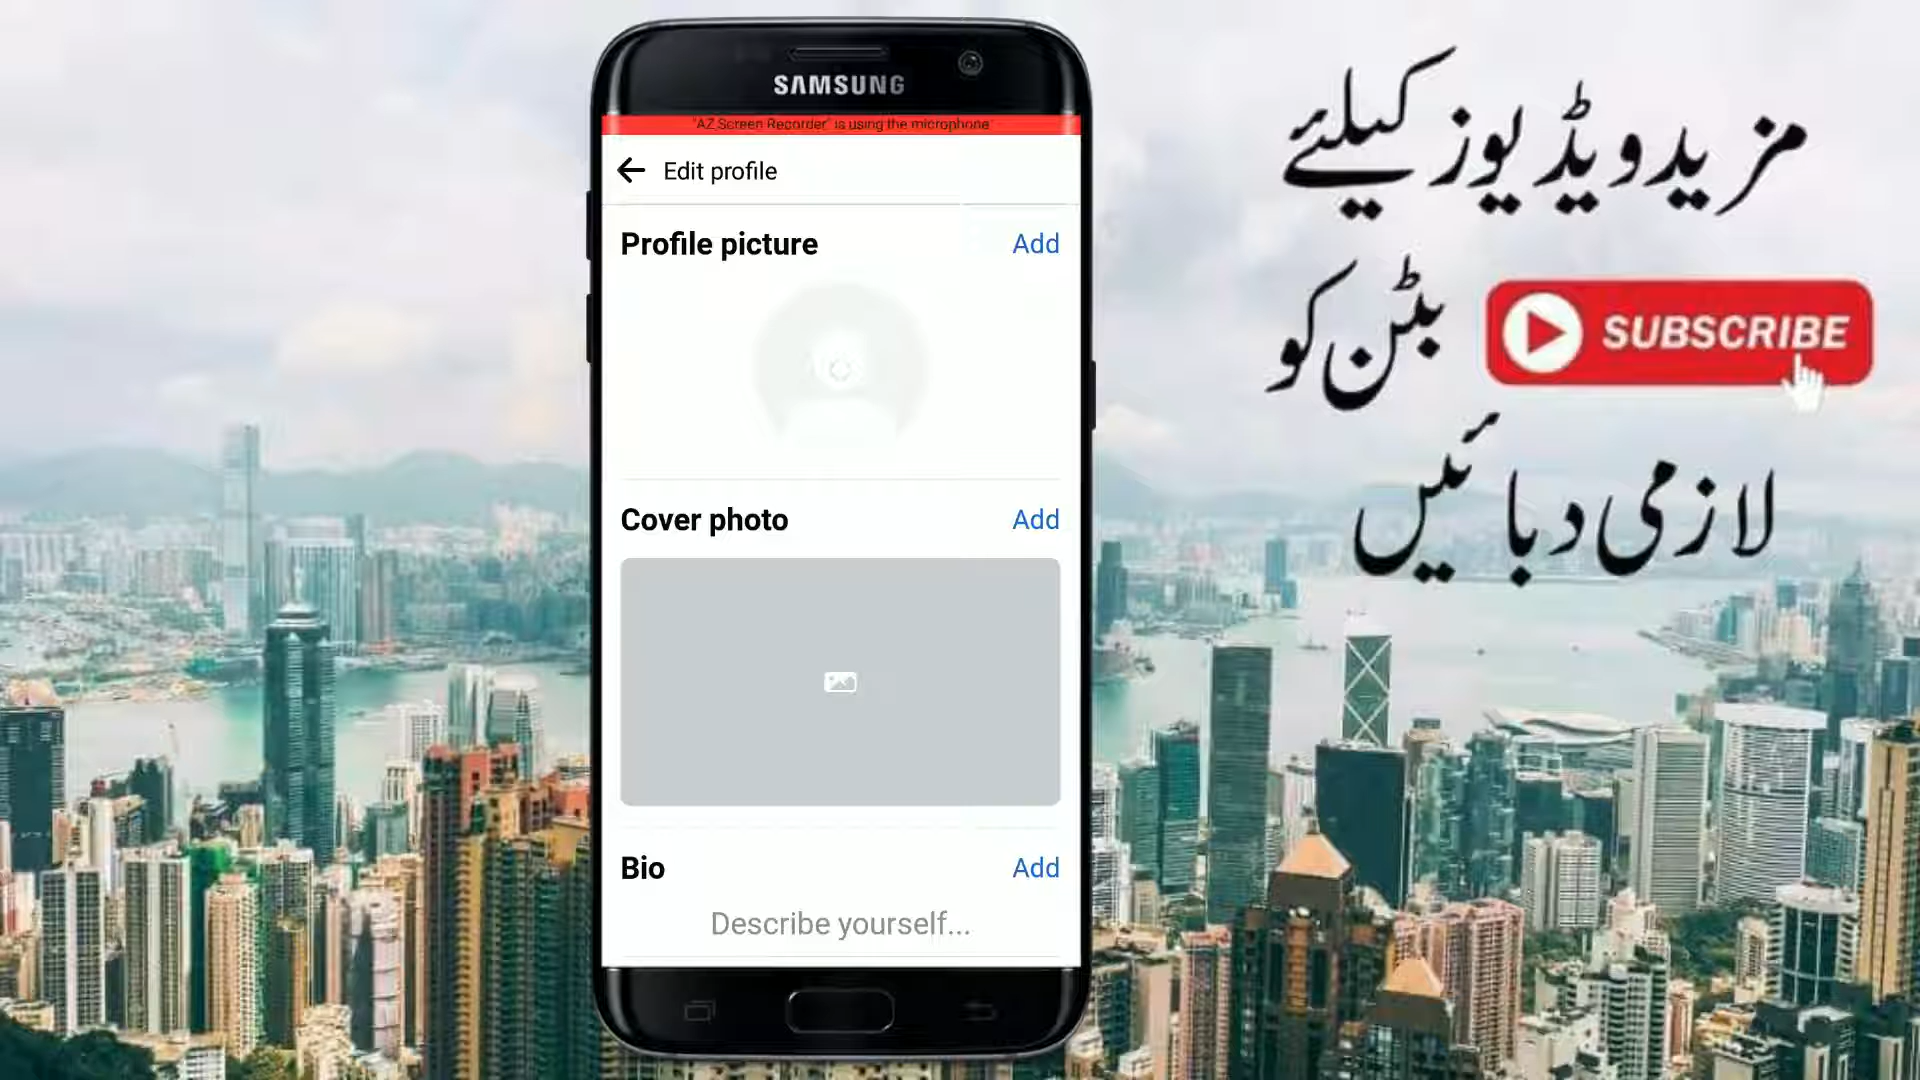 SAMSUNG
"AZ Screen Recorder" is using the microphone"
Edit profile
Profile picture Add
Cover photo Add
Bio Add
Describe yourself...
مزید ویڈیوز کیلئے
SUBSCRIBE بٹن کو
لازمی دبائیں